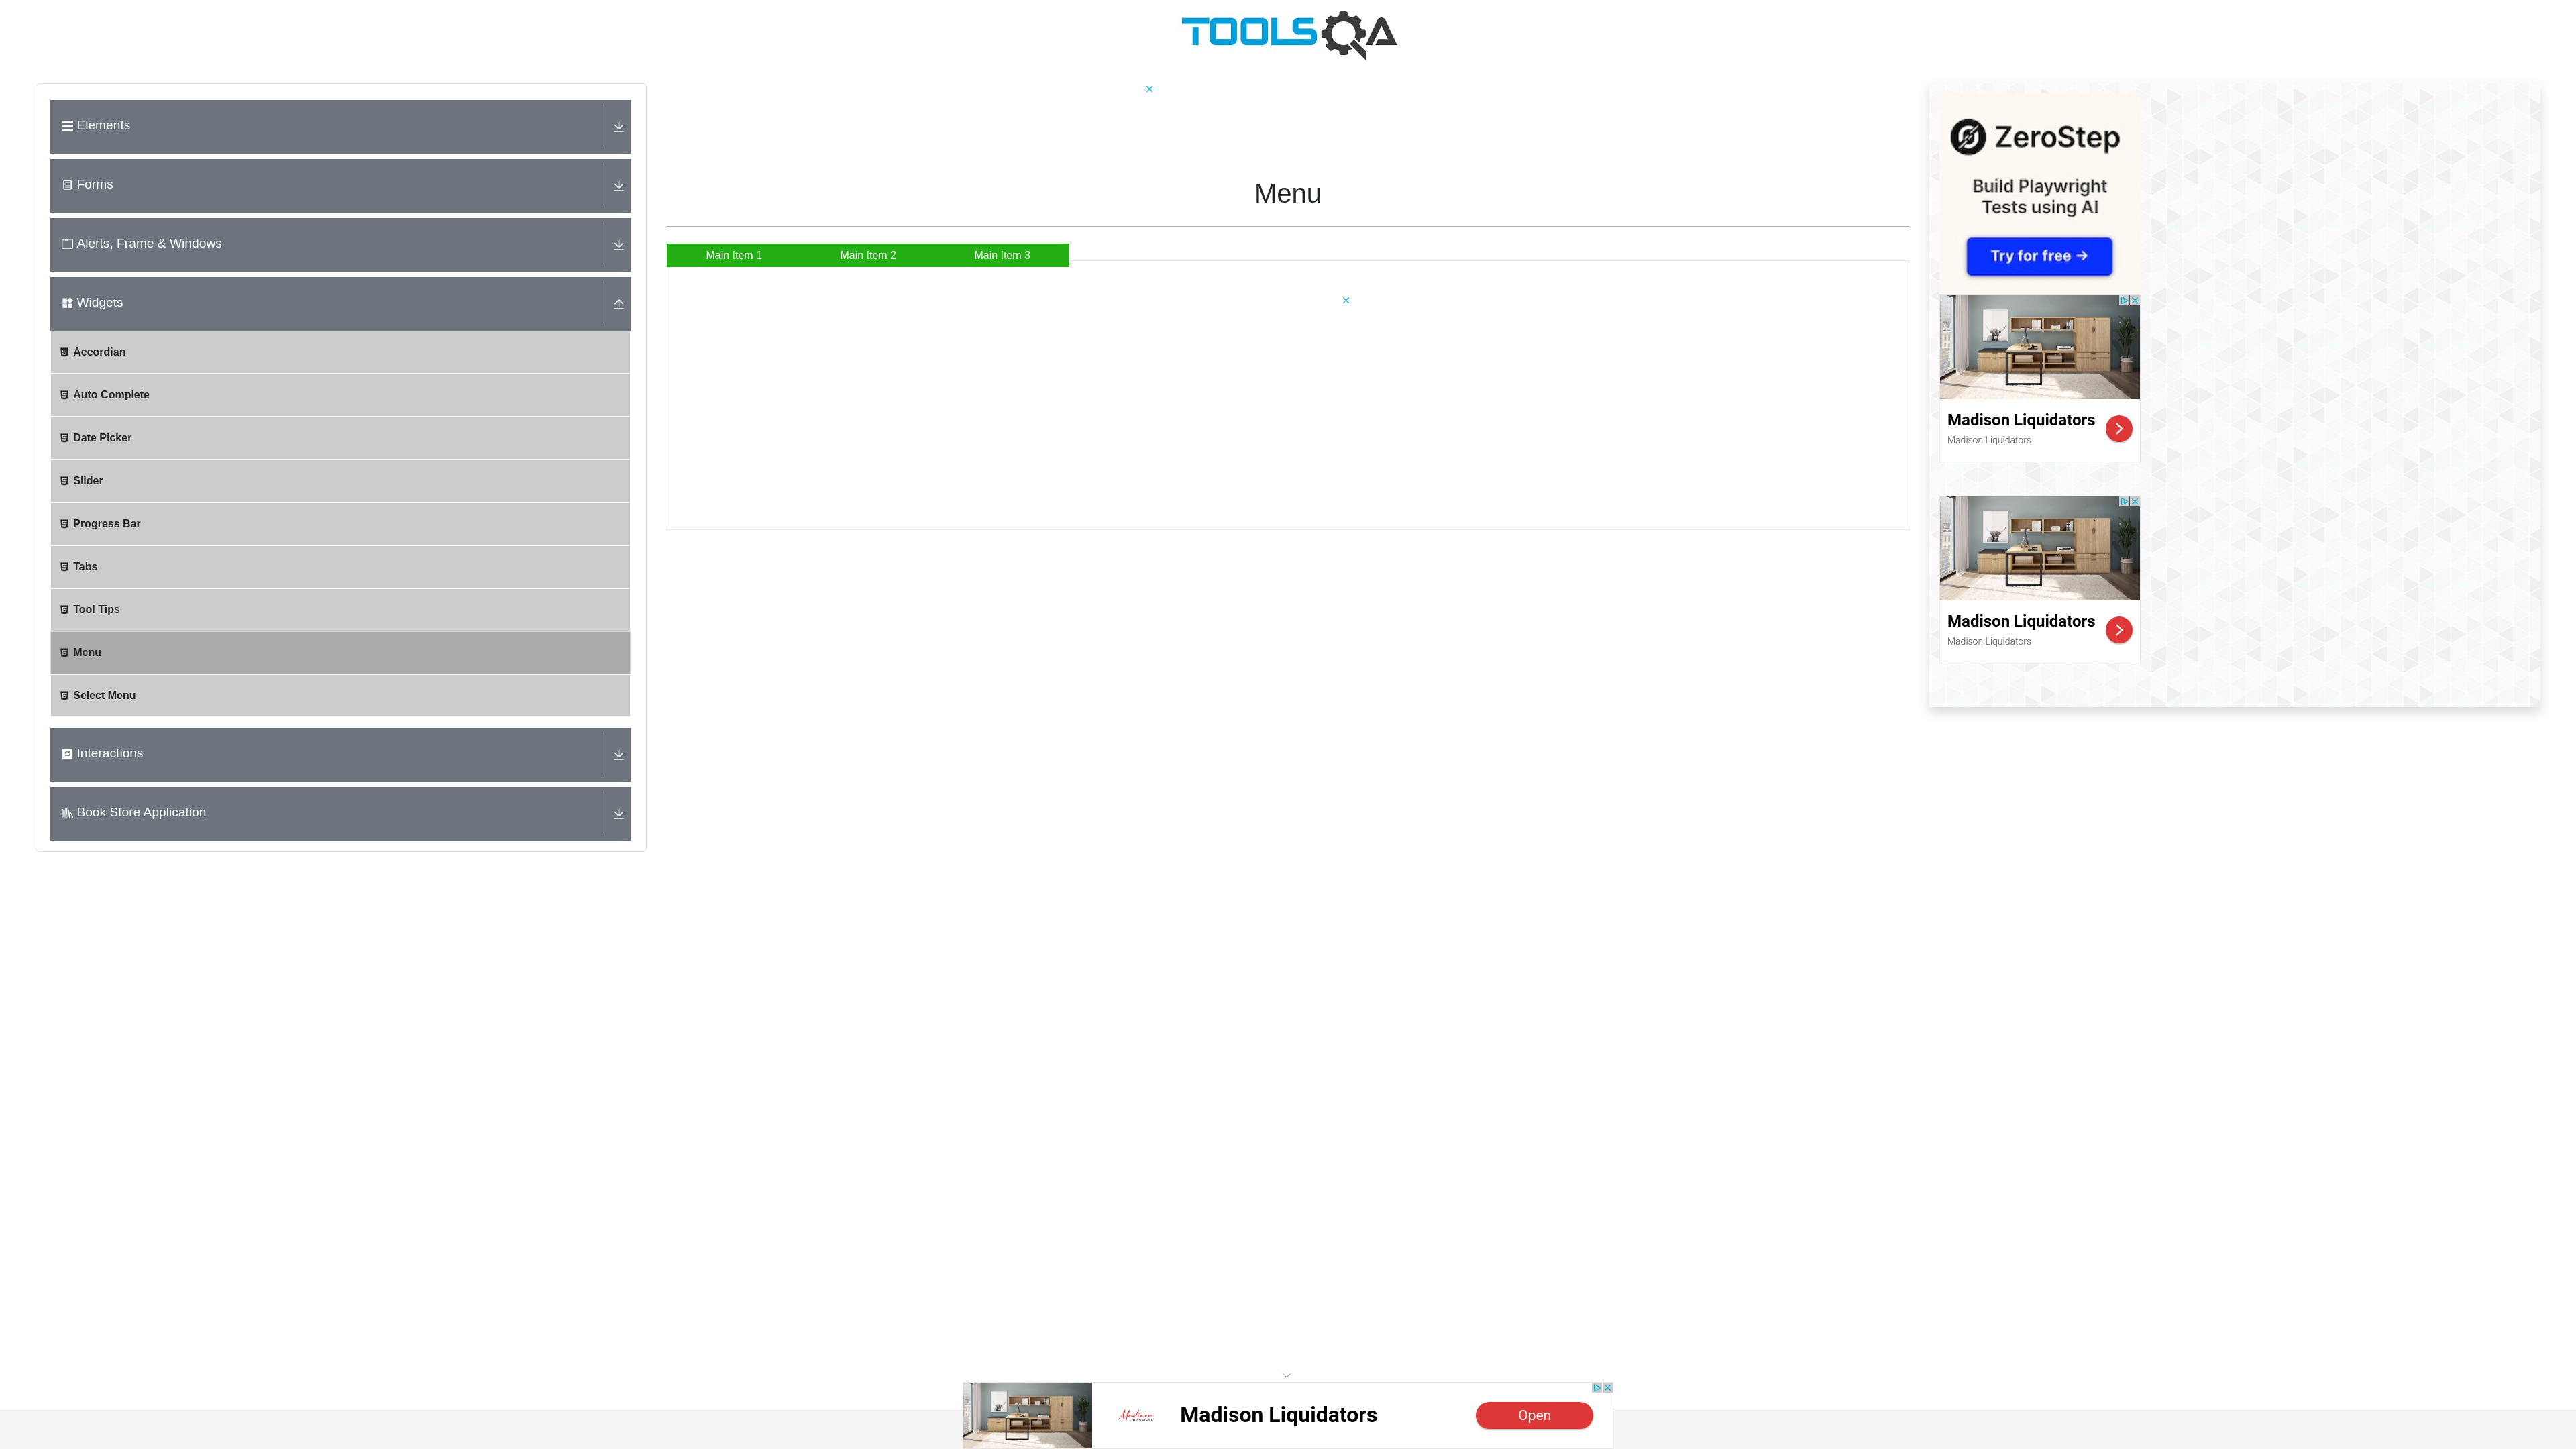 TOOLSQA
Elements
Forms
Alerts, Frame & Windows
Widgets
Accordian
Auto Complete
Date Picker
Slider
Progress Bar
Tabs
Tool Tips
Menu
Select Menu
Interactions
Book Store Application
Menu
Main Item 1
Main Item 2
Main Item 3
ZeroStep
Build Playwright
Tests using AI
Try for free →
Madison Liquidators
Madison Liquidators
Madison Liquidators
Madison Liquidators
Madison
LIQUIDATORS
Madison Liquidators
Open